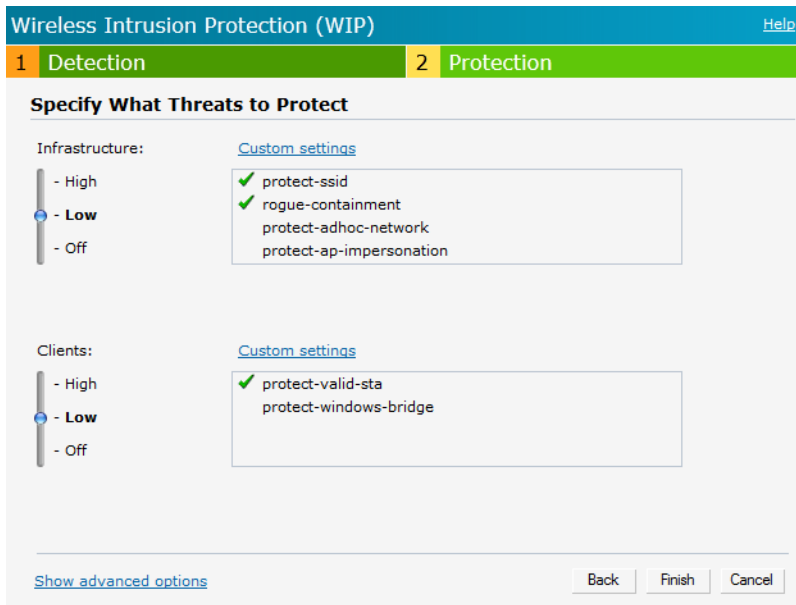 Wireless Intrusion Protection (WIP) Help
1 Detection 2 Protection
Specify What Threats to Protect
Infrastructure: Custom settings
- High
- Low
- Off
protect-ssid
rogue-containment
protect-adhoc-network
protect-ap-impersonation
Clients: Custom settings
- High
- Low
- Off
protect-valid-sta
protect-windows-bridge
Show advanced options Back Finish Cancel